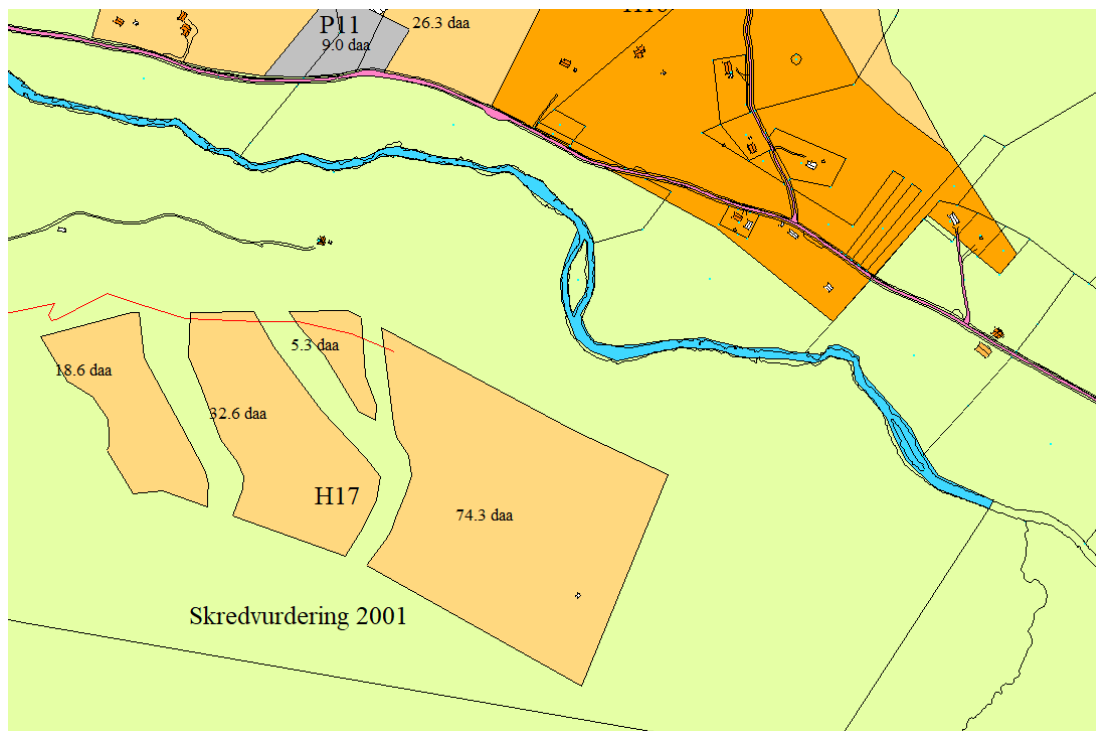 26.3 daa
P11
9.0 daa
5.3 daa
18.6 daa
32.6 daa
H17
74.3 daa
Skredvurdering 2001